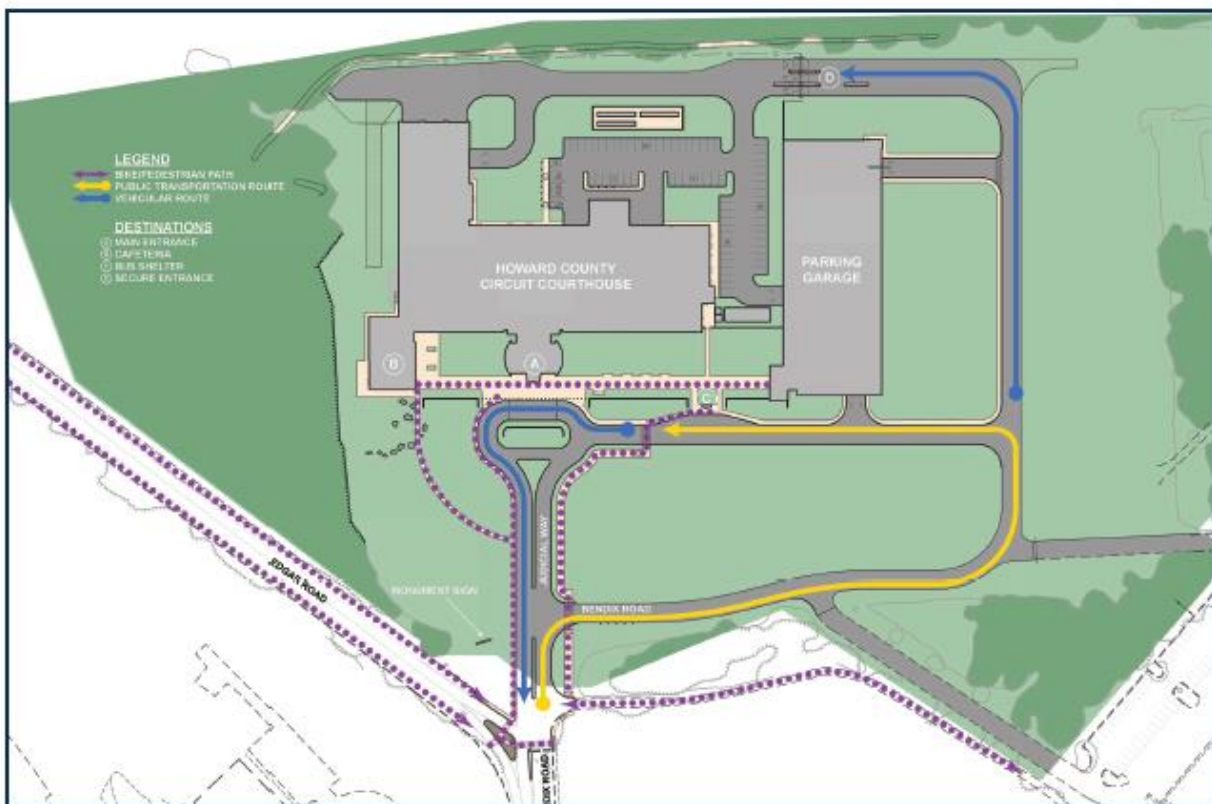 LEGEND
BIKE/PEDESTRIAN PATH
PUBLIC TRANSPORTATION ROUTE
VEHICULAR ROUTE
DESTINATIONS
A MAIN ENTRANCE
B CAFETERIA
C BUS SHELTER
D SECURE ENTRANCE
D
HOWARD COUNTY
CIRCUIT COURTHOUSE
PARKING
GARAGE
B
A
C
EDGAR ROAD
JUDICIAL WAY
MONUMENT SIGN
BENDIX ROAD
ROAD